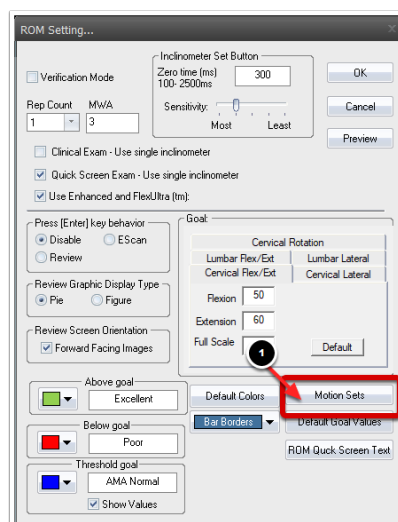 ROM Setting...
Inclinometer Set Button
Verification Mode
Zero time (ms)
100- 2500ms
300
OK
Rep Count MWA
1
3
Sensitivity:
Most Least
Cancel
Preview
Clinical Exam - Use single inclinometer
Quick Screen Exam - Use single inclinometer
Use Enhanced and FlexUltra (tm):
Press [Enter] key behavior
Disable EScan
Review
Review Graphic Display Type
Pie Figure
Review Screen Orientation
Forward Facing Images
Goal:
Cervical Rotation
Lumbar Flex/Ext Lumbar Lateral
Cervical Flex/Ext Cervical Lateral
Flexion 50
Extension 60
Full Scale
Default
1
Above goal
Excellent
Below goal
Poor
Threshold goal
AMA Normal
Show Values
Default Colors Motion Sets
Bar Borders Default Goal Values
ROM Quck Screen Text